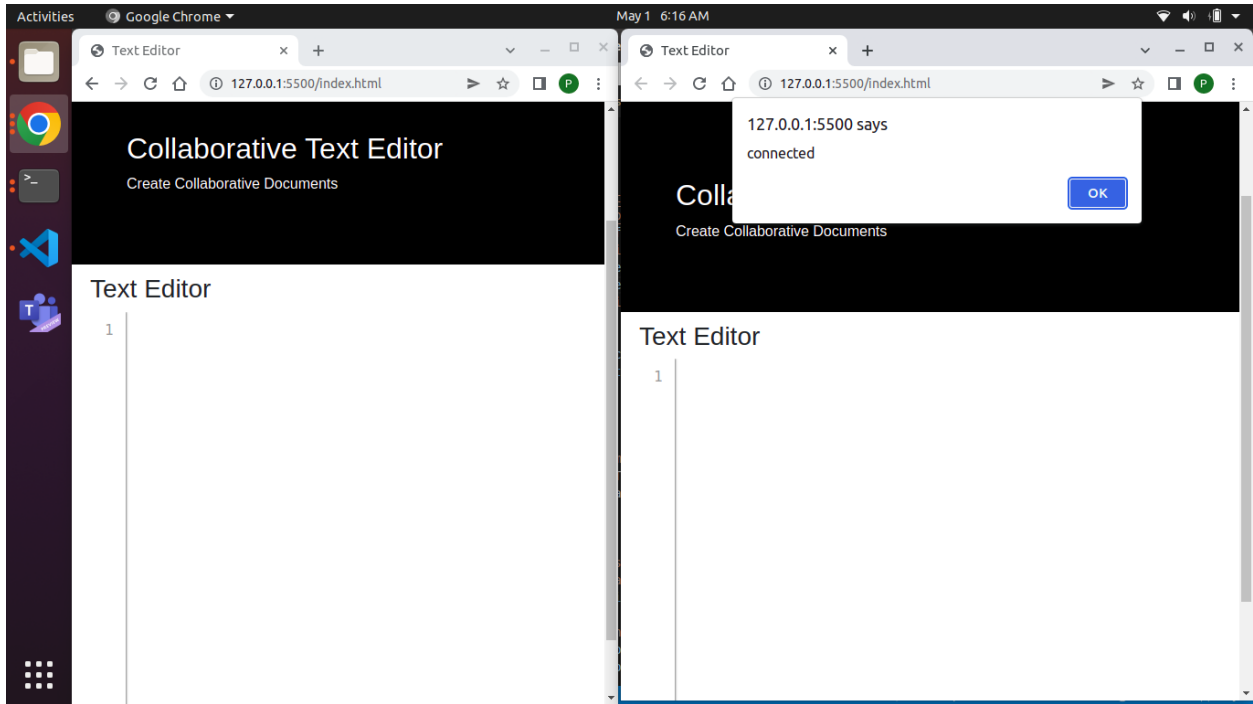 Activities Google Chrome May 1 6:16 AM
Text Editor
127.0.0.1:5500/index.html
P
Collaborative Text Editor
Create Collaborative Documents
Text Editor
1
Text Editor
127.0.0.1:5500/index.html
P
127.0.0.1:5500 says
connected
OK
Colla
Create Collaborative Documents
Text Editor
1